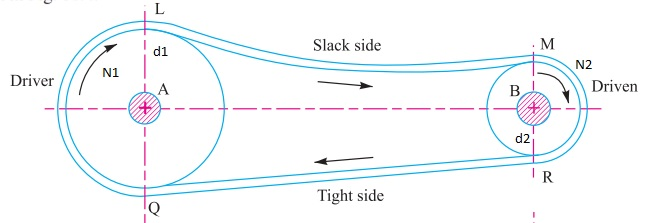 L
d1
Slack side
M
N2
Driver
N1
A
B
Driven
d2
Tight side
Q
R